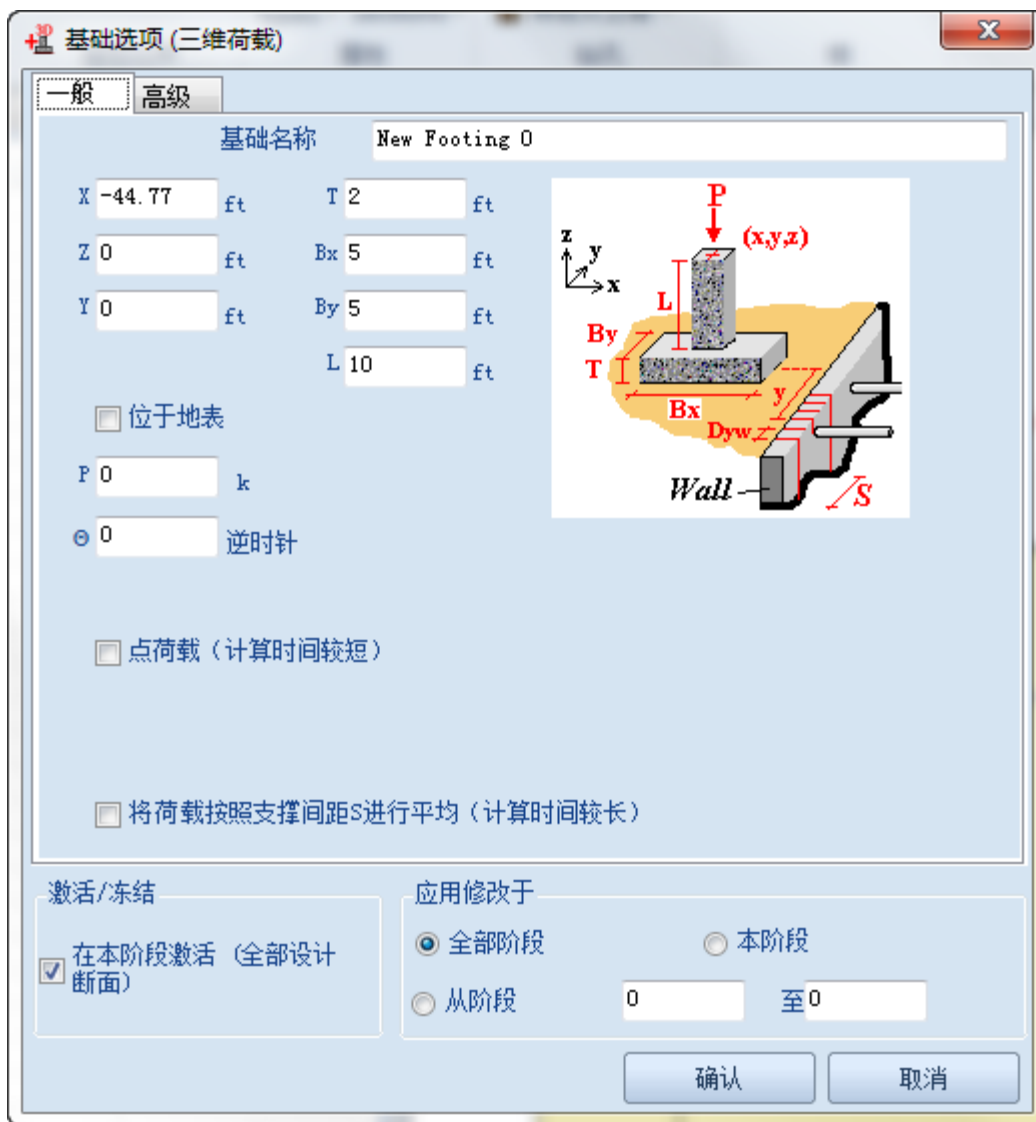 基础选项 (三维荷载)
一般 高级
基础名称 New Footing 0
X -44.77 ft T 2 ft
Z 0 ft Bx 5 ft
Y 0 ft By 5 ft
L 10 ft
位于地表
P 0 k
Θ 0 逆时针
P
(x,y,z)
z
y
x
L
By
T
Bx
y
Dyw
Wall
S
点荷载（计算时间较短）
将荷载按照支撑间距S进行平均（计算时间较长）
激活/冻结
在本阶段激活（全部设计
断面）
应用修改于
全部阶段 本阶段
从阶段 0 至 0
确认 取消